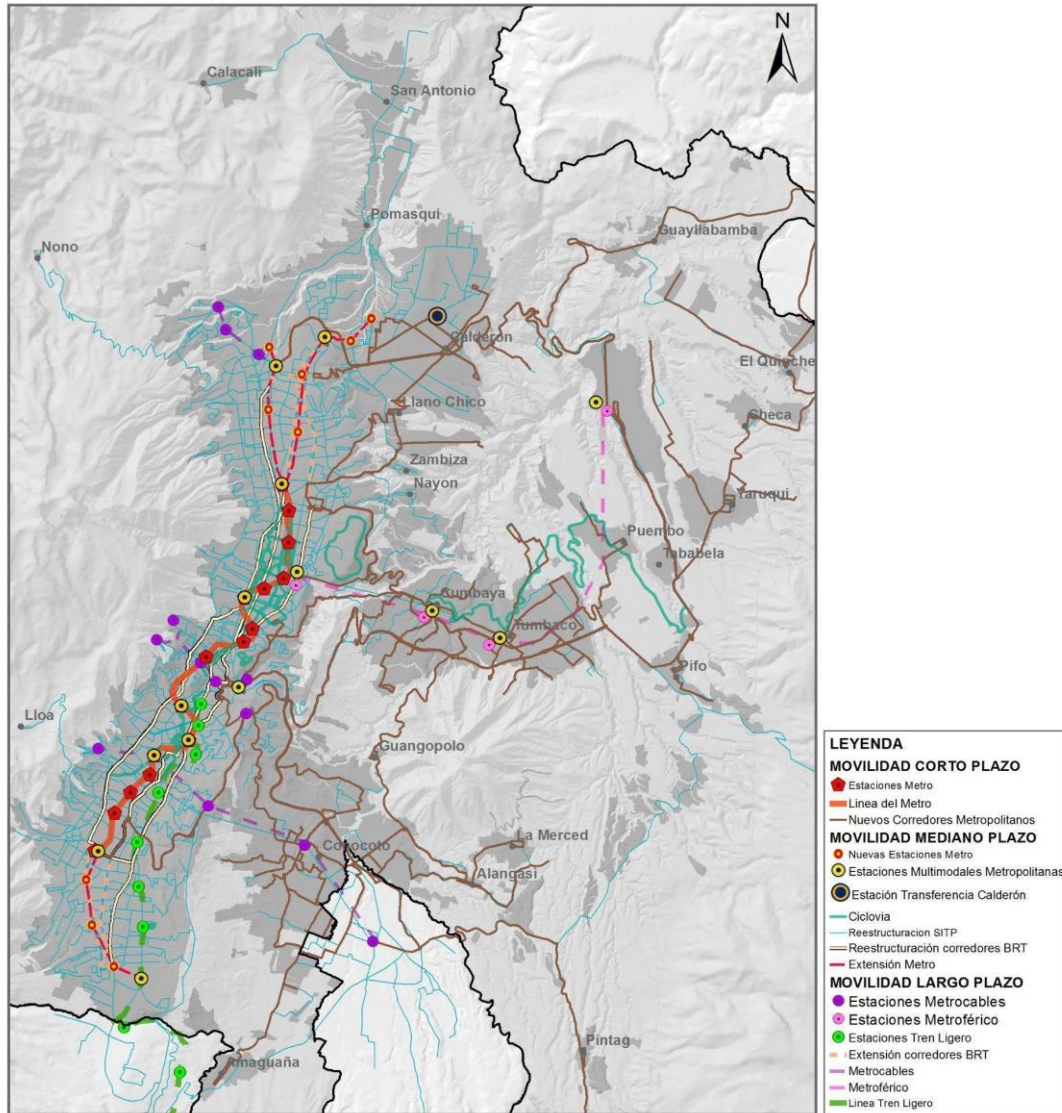 N
Calacali
San Antonio
Pomasqui
Guayllabamba
Nono
Calderón
El Quinche
Llano Chico
Checa
Zambiza
Nayon
Yaruqui
Puembo
Tababela
Cumbaya
Tumbaco
Pifo
Lloa
Guangopolo
La Merced
Conocoto
Alangasi
Pintag
Amaguaña
LEYENDA
MOVILIDAD CORTO PLAZO
Estaciones Metro
Linea del Metro
Nuevos Corredores Metropolitanos
MOVILIDAD MEDIANO PLAZO
Nuevas Estaciones Metro
Estaciones Multimodales Metropolitanas
Estación Transferencia Calderón
Ciclovia
Reestructuracion SITP
Reestructuración corredores BRT
Extensión Metro
MOVILIDAD LARGO PLAZO
Estaciones Metrocables
Estaciones Metroférico
Estaciones Tren Ligero
Extensión corredores BRT
Metrocables
Metroférico
Linea Tren Ligero